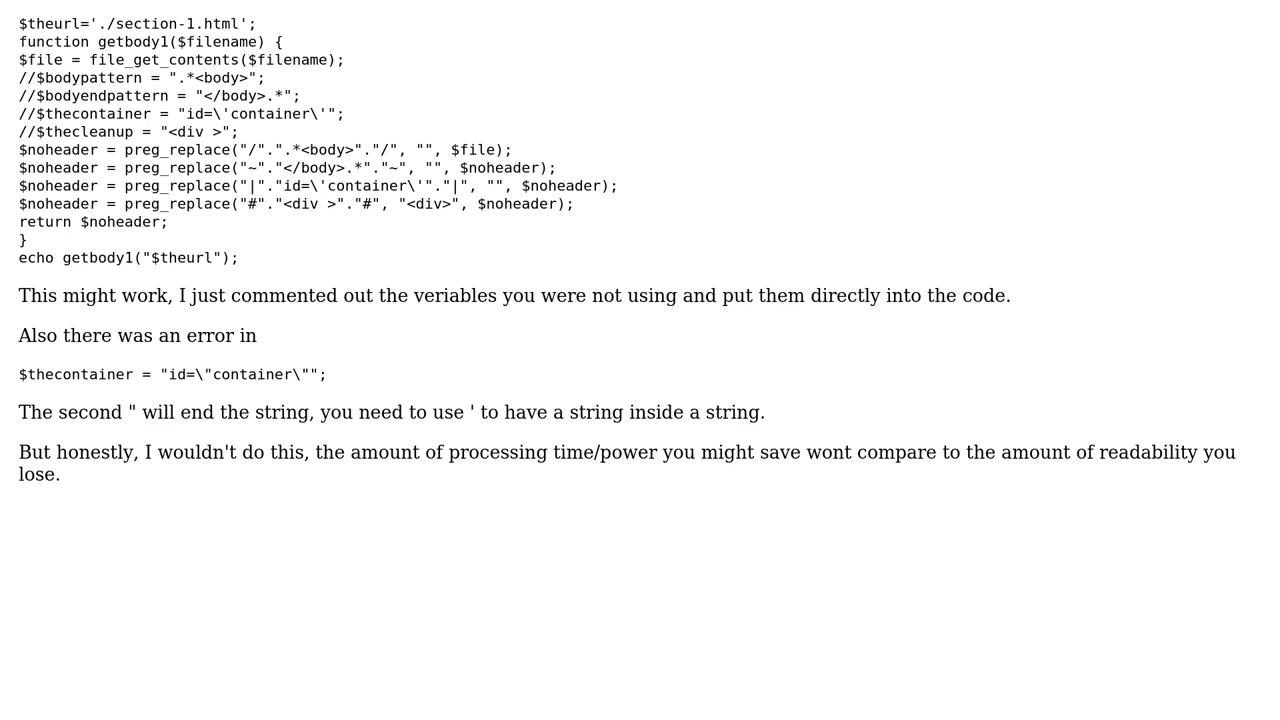 $theurl='./section-1.html';
function getbody1($filename) {
$file = file_get_contents($filename);
//$bodypattern = ".*<body>";
//$bodyendpattern = "</body>.*";
//$thecontainer = "id=\'container\'";
//$thecleanup = "<div >";
$noheader = preg_replace("/".".*<body>"."/", "", $file);
$noheader = preg_replace("~"."</body>.*"."~", "", $noheader);
$noheader = preg_replace("|"."id=\'container\'"."|", "", $noheader);
$noheader = preg_replace("#"."<div >"."#", "<div>", $noheader);
return $noheader;
}
echo getbody1("$theurl");
This might work, I just commented out the veriables you were not using and put them directly into the code.
Also there was an error in
$thecontainer = "id=\"container\"";
The second " will end the string, you need to use ' to have a string inside a string.
But honestly, I wouldn't do this, the amount of processing time/power you might save wont compare to the amount of readability you
lose.